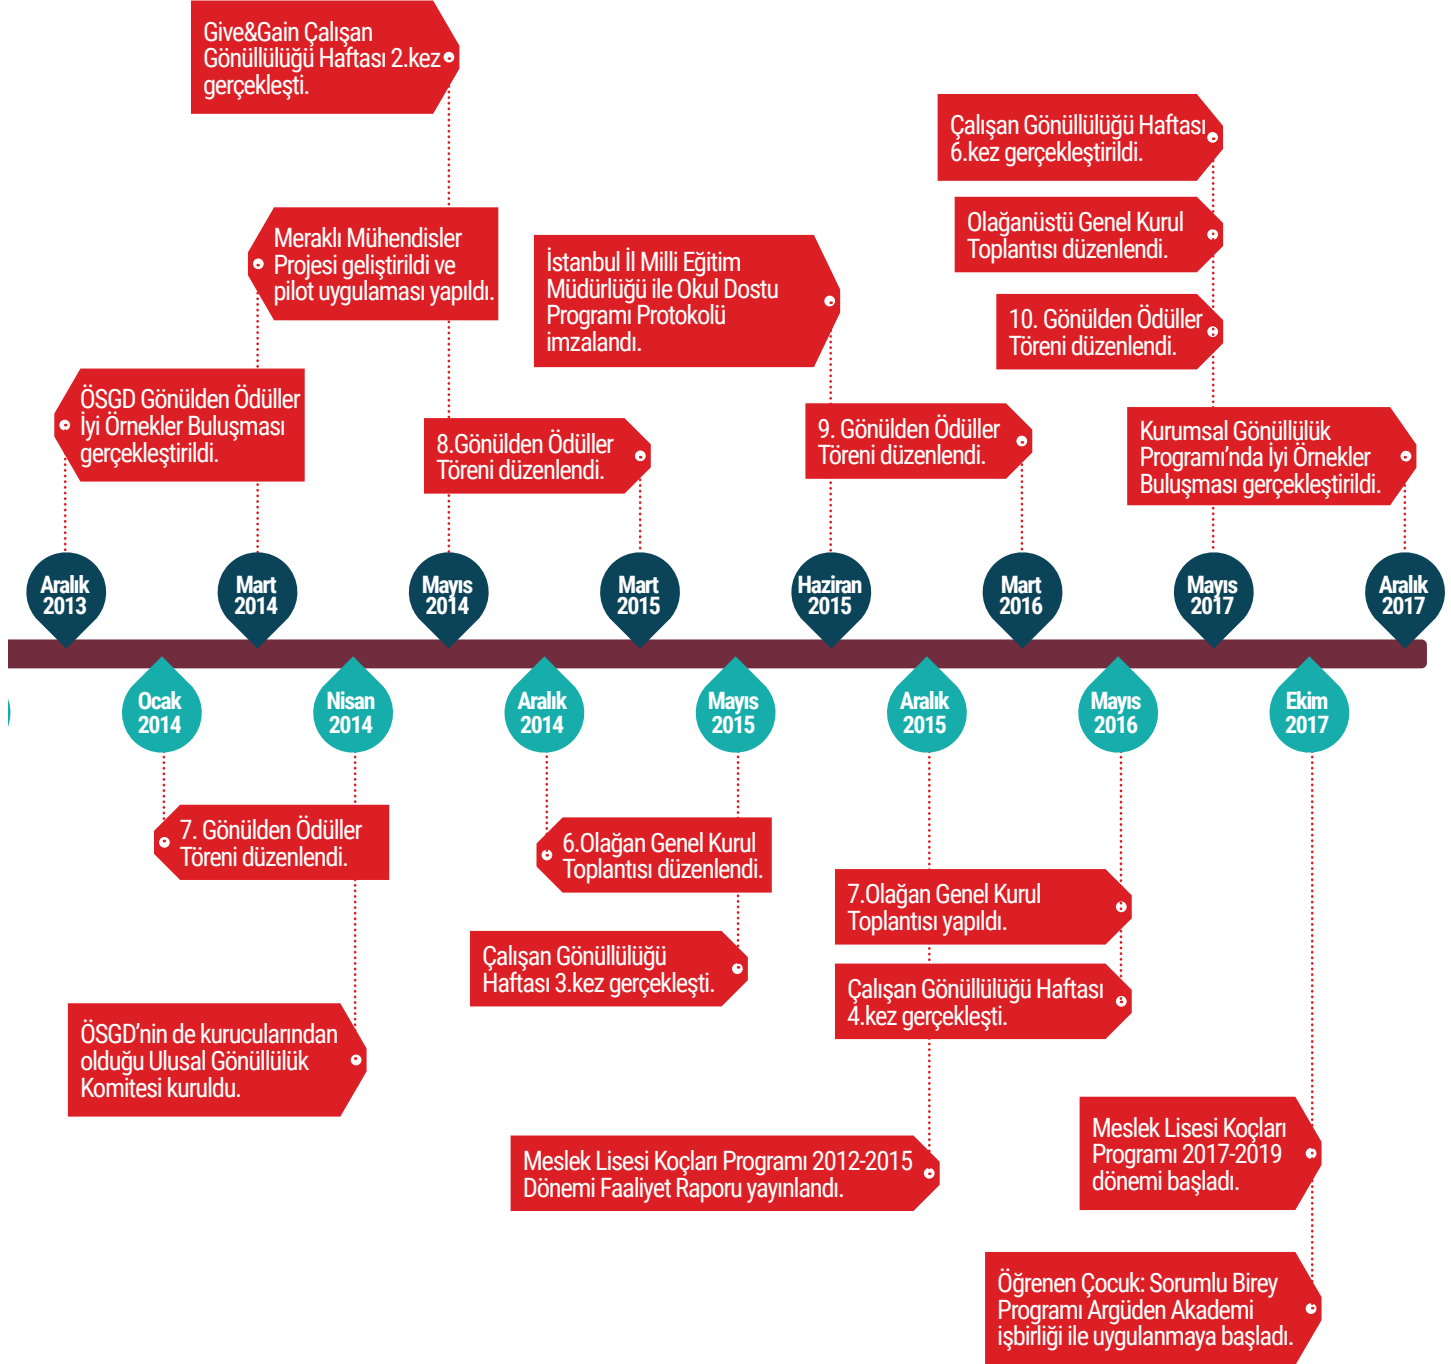 Give&Gain Çalışan
Gönüllülüğü Haftası 2.kez
gerçekleşti.
Çalışan Gönüllülüğü Haftası
6.kez gerçekleştirildi.
Olağanüstü Genel Kurul
Toplantısı düzenlendi.
Meraklı Mühendisler
Projesi geliştirildi ve
pilot uygulaması yapıldı.
İstanbul İl Milli Eğitim
Müdürlüğü ile Okul Dostu
Programı Protokolü
imzalandı.
10. Gönülden Ödüller
Töreni düzenlendi.
ÖSGD Gönülden Ödüller
İyi Örnekler Buluşması
gerçekleştirildi.
8.Gönülden Ödüller
Töreni düzenlendi.
9. Gönülden Ödüller
Töreni düzenlendi.
Kurumsal Gönüllülük
Programı’nda İyi Örnekler
Buluşması gerçekleştirildi.
Aralık
2013
Mart
2014
Mayıs
2014
Mart
2015
Haziran
2015
Mart
2016
Mayıs
2017
Aralık
2017
Ocak
2014
Nisan
2014
Aralık
2014
Mayıs
2015
Aralık
2015
Mayıs
2016
Ekim
2017
7. Gönülden Ödüller
Töreni düzenlendi.
6.Olağan Genel Kurul
Toplantısı düzenlendi.
7.Olağan Genel Kurul
Toplantısı yapıldı.
Çalışan Gönüllülüğü
Haftası 3.kez gerçekleşti.
Çalışan Gönüllülüğü Haftası
4.kez gerçekleşti.
ÖSGD’nin de kurucularından
olduğu Ulusal Gönüllülük
Komitesi kuruldu.
Meslek Lisesi Koçları Programı 2012-2015
Dönemi Faaliyet Raporu yayınlandı.
Meslek Lisesi Koçları
Programı 2017-2019
dönemi başladı.
Öğrenen Çocuk: Sorumlu Birey
Programı Argüden Akademi
işbirliği ile uygulanmaya başladı.